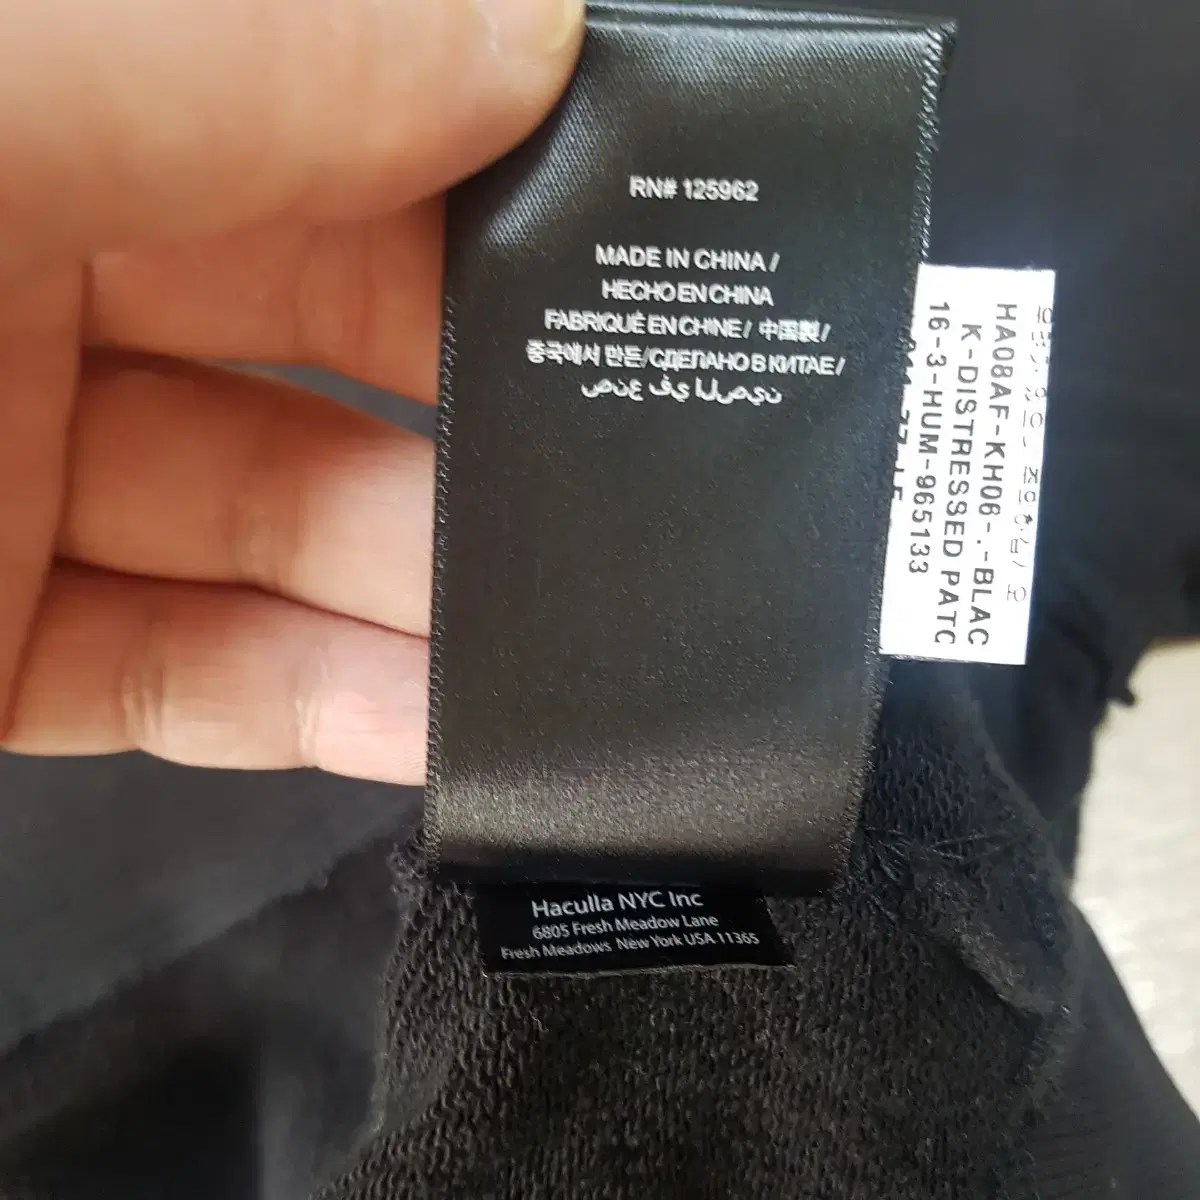 RN# 125962
MADE IN CHINA /
HECHO EN CHINA
FABRIQUÉ EN CHINE / 中国製 /
중국에서 만든/СДЕЛАНО В КИТАЕ/
صنع في الصين
HA08AF-KH06-.-BLAC
K-DISTRESSED PATC
16-3-HUM-965133
Haculla NYC Inc
6805 Fresh Meadow Lane
Fresh Meadows New York USA 11365